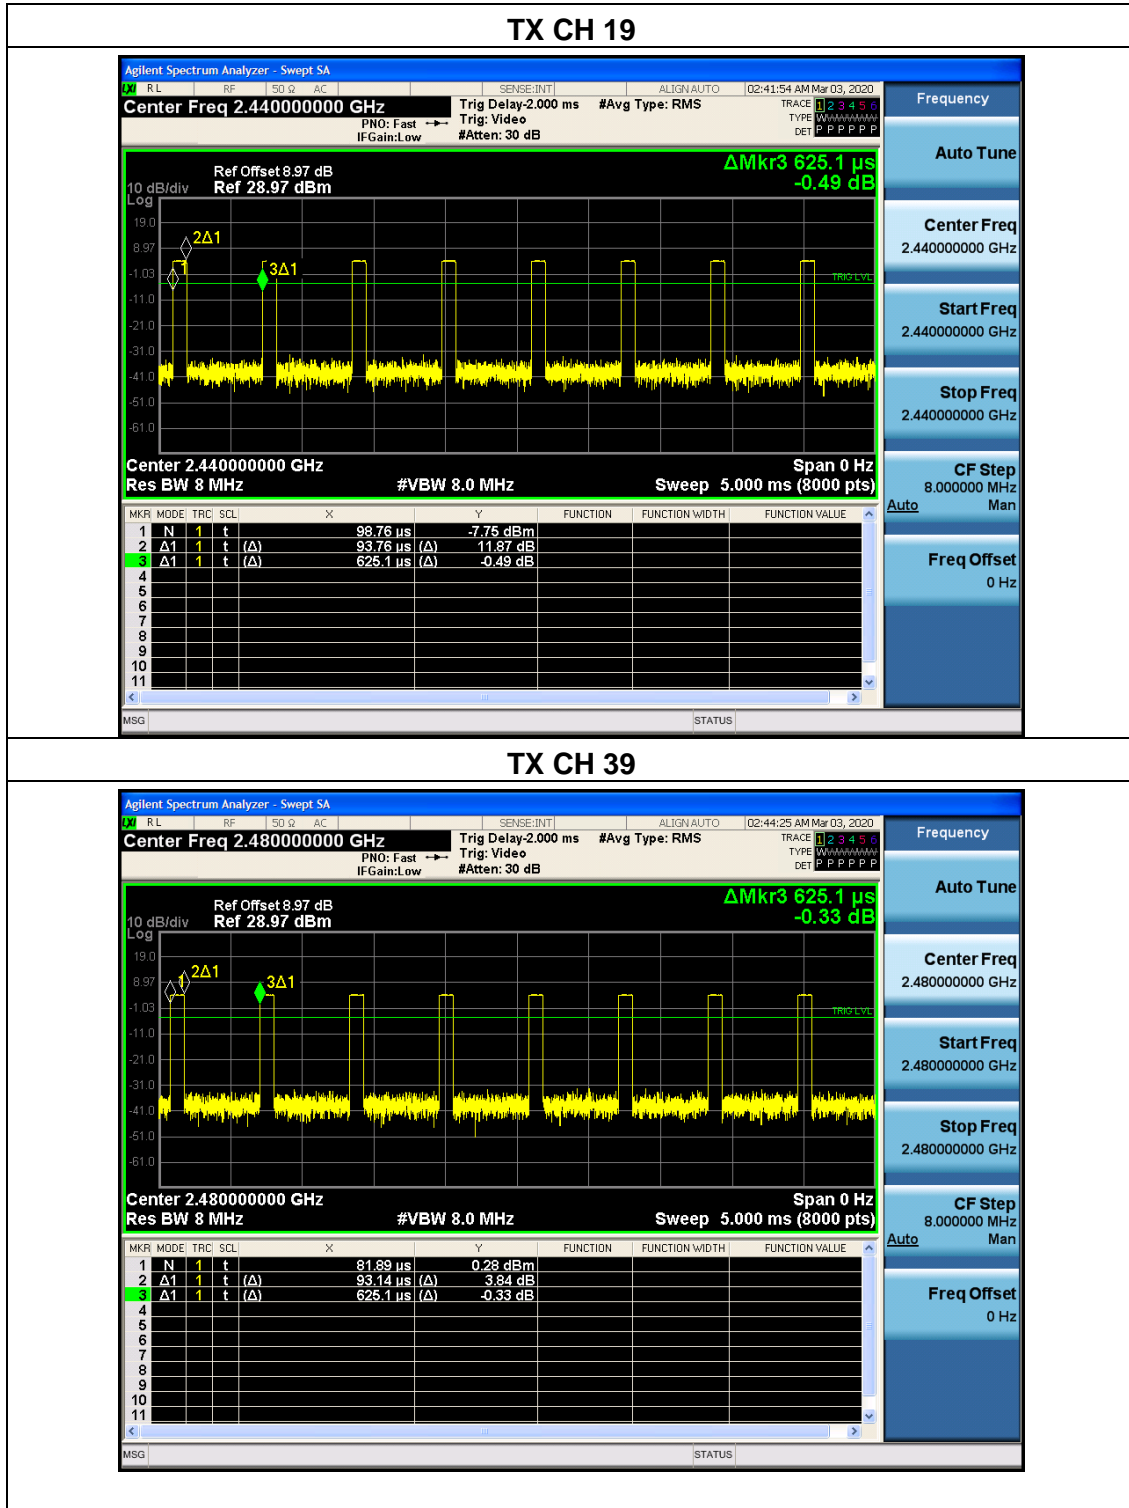 TX CH 19
Agilent Spectrum Analyzer - Swept SA
LXI RL RF 50 Ω AC SENSE:INT ALIGN AUTO 02:41:54 AM Mar 03, 2020
Center Freq 2.440000000 GHz
Trig Delay-2.000 ms #Avg Type: RMS
TRACE 1 2 3 4 5 6
PNO: Fast Trig: Video
TYPE WWWWWW
IFGain:Low #Atten: 30 dB
DET P P P P P P
Frequency
ΔMkr3 625.1 µs
-0.49 dB
Ref Offset 8.97 dB
10 dB/div Ref 28.97 dBm
Log
19.0
8.97
-1.03
-11.0
-21.0
-31.0
-41.0
-51.0
-61.0
2Δ1
1
3Δ1
TRIG LVL
Center 2.440000000 GHz Span 0 Hz
Res BW 8 MHz #VBW 8.0 MHz Sweep 5.000 ms (8000 pts)
MKR MODE TRC SCL X Y FUNCTION FUNCTION WIDTH FUNCTION VALUE
1 N 1 t 98.76 µs -7.75 dBm
2 Δ1 1 t (Δ) 93.76 µs (Δ) 11.87 dB
3 Δ1 1 t (Δ) 625.1 µs (Δ) -0.49 dB
4
5
6
7
8
9
10
11
MSG STATUS
Auto Tune
Center Freq
2.440000000 GHz
Start Freq
2.440000000 GHz
Stop Freq
2.440000000 GHz
CF Step
8.000000 MHz
Auto Man
Freq Offset
0 Hz
TX CH 39
Agilent Spectrum Analyzer - Swept SA
LXI RL RF 50 Ω AC SENSE:INT ALIGN AUTO 02:44:25 AM Mar 03, 2020
Center Freq 2.480000000 GHz
Trig Delay-2.000 ms #Avg Type: RMS
TRACE 1 2 3 4 5 6
PNO: Fast Trig: Video
TYPE WWWWWW
IFGain:Low #Atten: 30 dB
DET P P P P P P
Frequency
ΔMkr3 625.1 µs
-0.33 dB
Ref Offset 8.97 dB
10 dB/div Ref 28.97 dBm
Log
19.0
8.97
-1.03
-11.0
-21.0
-31.0
-41.0
-51.0
-61.0
1
2Δ1
3Δ1
TRIG LVL
Center 2.480000000 GHz Span 0 Hz
Res BW 8 MHz #VBW 8.0 MHz Sweep 5.000 ms (8000 pts)
MKR MODE TRC SCL X Y FUNCTION FUNCTION WIDTH FUNCTION VALUE
1 N 1 t 81.89 µs 0.28 dBm
2 Δ1 1 t (Δ) 93.14 µs (Δ) 3.84 dB
3 Δ1 1 t (Δ) 625.1 µs (Δ) -0.33 dB
4
5
6
7
8
9
10
11
MSG STATUS
Auto Tune
Center Freq
2.480000000 GHz
Start Freq
2.480000000 GHz
Stop Freq
2.480000000 GHz
CF Step
8.000000 MHz
Auto Man
Freq Offset
0 Hz